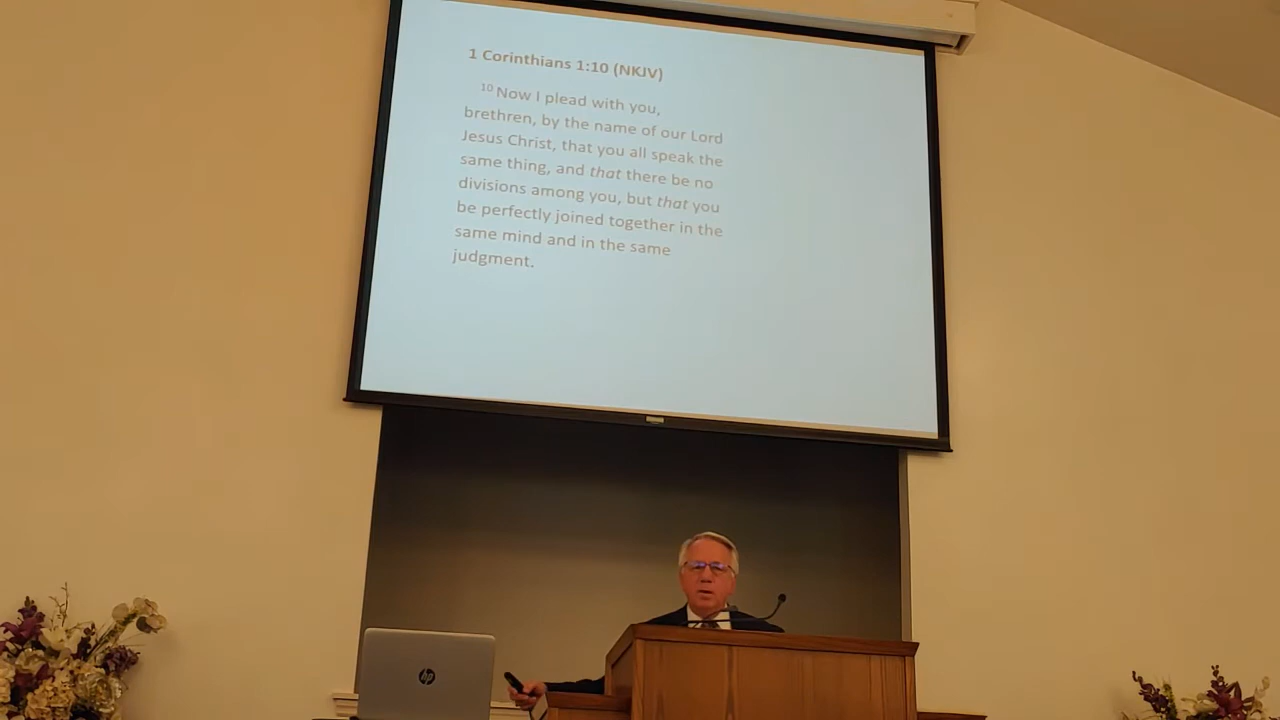 1 Corinthians 1:10 (NKJV)
10 Now I plead with you,
brethren, by the name of our Lord
Jesus Christ, that you all speak the
same thing, and that there be no
divisions among you, but that you
be perfectly joined together in the
same mind and in the same
judgment.
hp